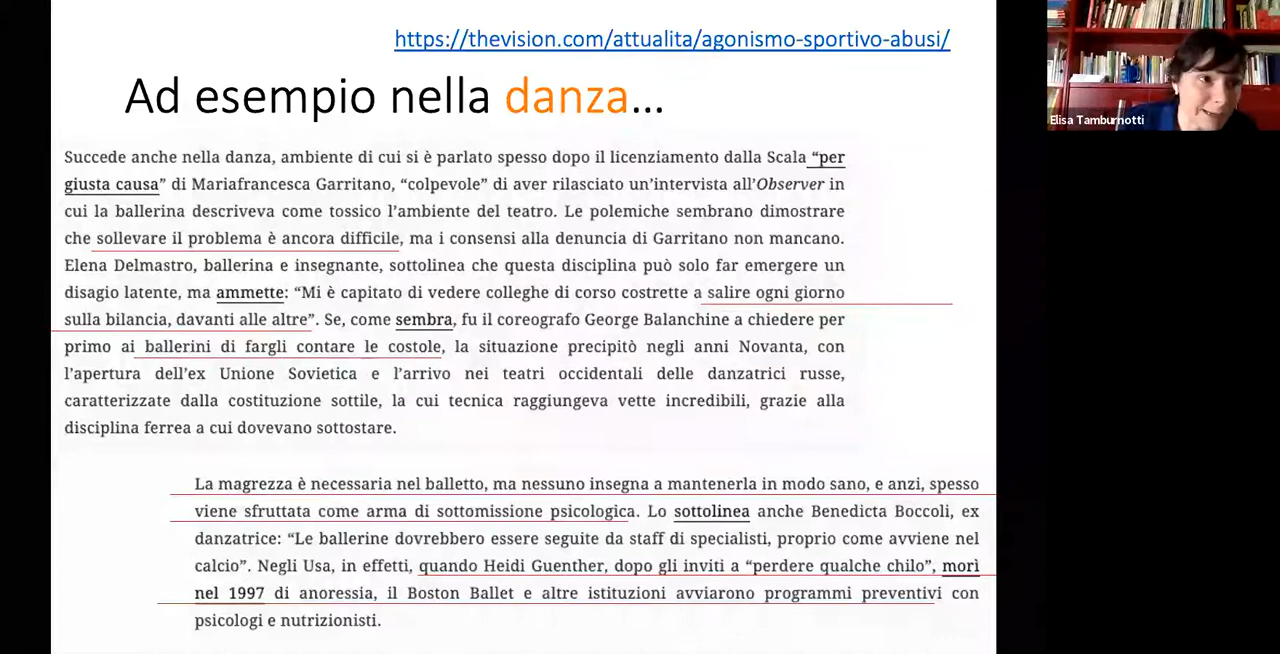 https://thevision.com/attualita/agonismo-sportivo-abusi/
Ad esempio nella danza...
Succede anche nella danza, ambiente di cui si è parlato spesso dopo il licenziamento dalla Scala “per
giusta causa” di Mariafrancesca Garritano, “colpevole” di aver rilasciato un’intervista all’Observer in
cui la ballerina descriveva come tossico l’ambiente del teatro. Le polemiche sembrano dimostrare
che sollevare il problema è ancora difficile, ma i consensi alla denuncia di Garritano non mancano.
Elena Delmastro, ballerina e insegnante, sottolinea che questa disciplina può solo far emergere un
disagio latente, ma ammette: “Mi è capitato di vedere colleghe di corso costrette a salire ogni giorno
sulla bilancia, davanti alle altre”. Se, come sembra, fu il coreografo George Balanchine a chiedere per
primo ai ballerini di fargli contare le costole, la situazione precipitò negli anni Novanta, con
l’apertura dell’ex Unione Sovietica e l’arrivo nei teatri occidentali delle danzatrici russe,
caratterizzate dalla costituzione sottile, la cui tecnica raggiungeva vette incredibili, grazie alla
disciplina ferrea a cui dovevano sottostare.
La magrezza è necessaria nel balletto, ma nessuno insegna a mantenerla in modo sano, e anzi, spesso
viene sfruttata come arma di sottomissione psicologica. Lo sottolinea anche Benedicta Boccoli, ex
danzatrice: “Le ballerine dovrebbero essere seguite da staff di specialisti, proprio come avviene nel
calcio”. Negli Usa, in effetti, quando Heidi Guenther, dopo gli inviti a “perdere qualche chilo”, morì
nel 1997 di anoressia, il Boston Ballet e altre istituzioni avviarono programmi preventivi con
psicologi e nutrizionisti.
Elisa Tamburnotti